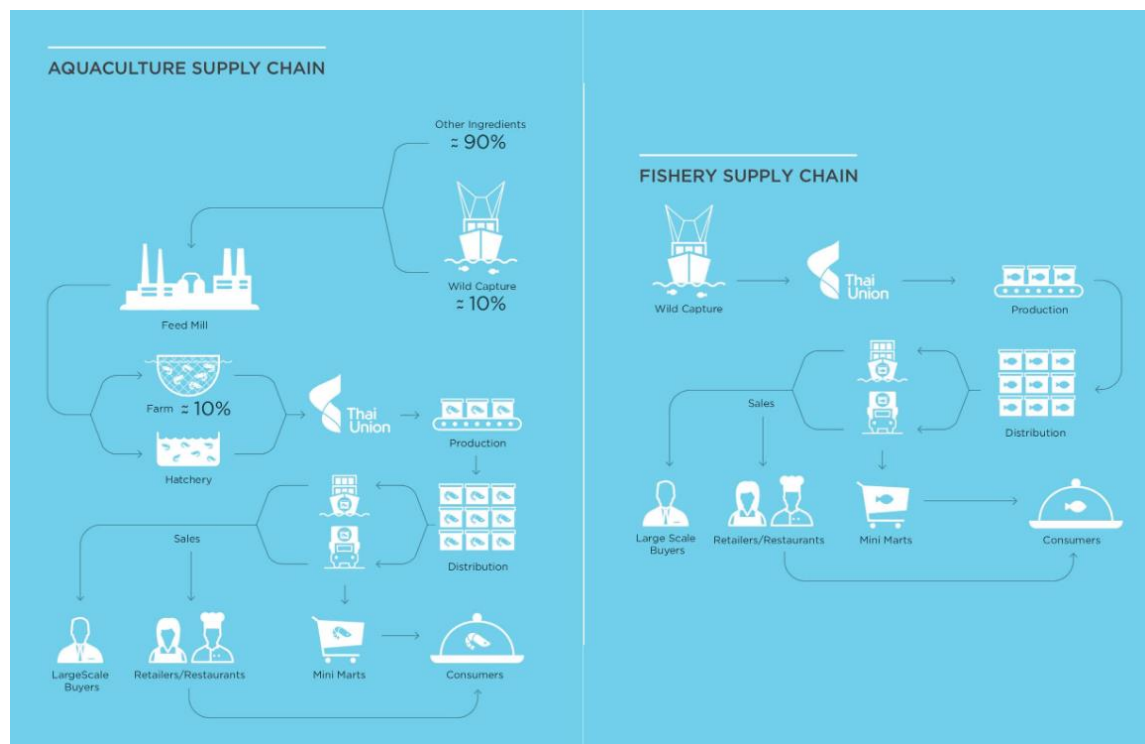 AQUACULTURE SUPPLY CHAIN
Other Ingredients
≈ 90%
Wild Capture
≈ 10%
Feed Mill
Farm ≈ 10%
Hatchery
Thai
Union
Production
Distribution
Sales
LargeScale
Buyers
Retailers/Restaurants
Mini Marts
Consumers
FISHERY SUPPLY CHAIN
Wild Capture
Thai
Union
Production
Distribution
Sales
Large Scale
Buyers
Retailers/Restaurants
Mini Marts
Consumers